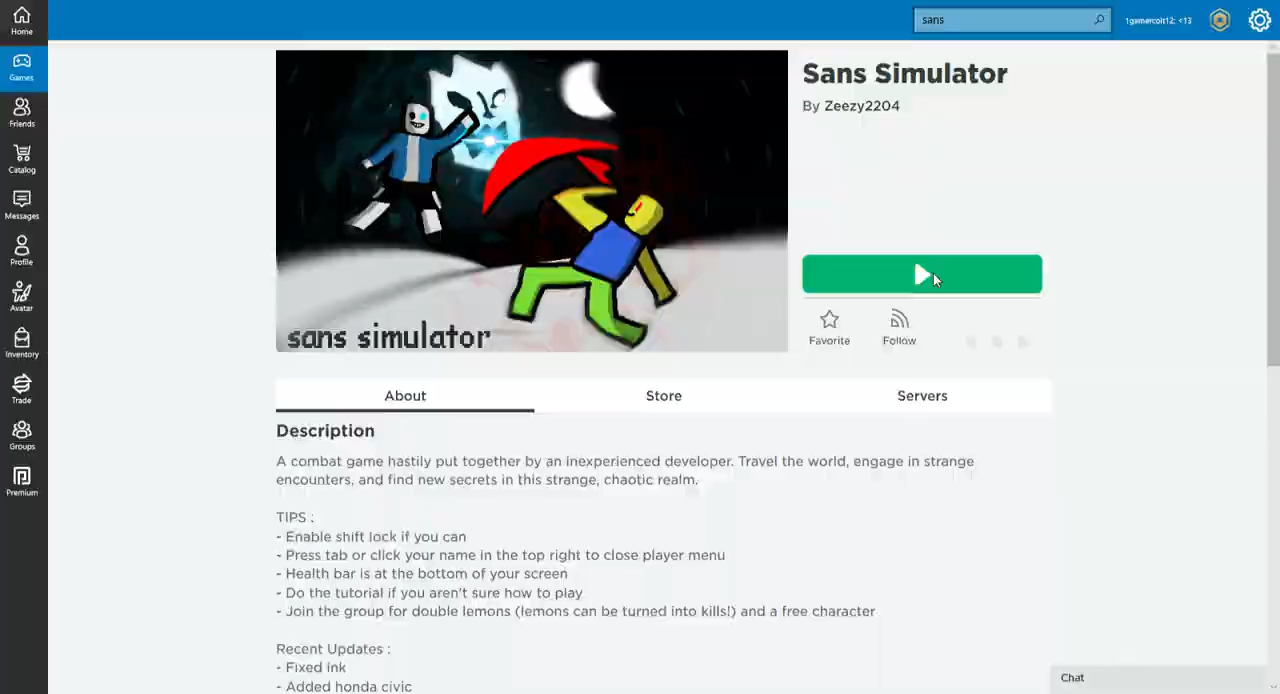 Home
sans
1gamercolt12: <13
Games
Friends
Catalog
Messages
Profile
Avatar
Inventory
Trade
Groups
Premium
sans simulator
Sans Simulator
By Zeezy2204
Favorite
Follow
About
Store
Servers
Description
A combat game hastily put together by an inexperienced developer. Travel the world, engage in strange
encounters, and find new secrets in this strange, chaotic realm.
TIPS :
- Enable shift lock if you can
- Press tab or click your name in the top right to close player menu
- Health bar is at the bottom of your screen
- Do the tutorial if you aren't sure how to play
- Join the group for double lemons (lemons can be turned into kills!) and a free character
Recent Updates :
- Fixed ink
- Added honda civic
Chat